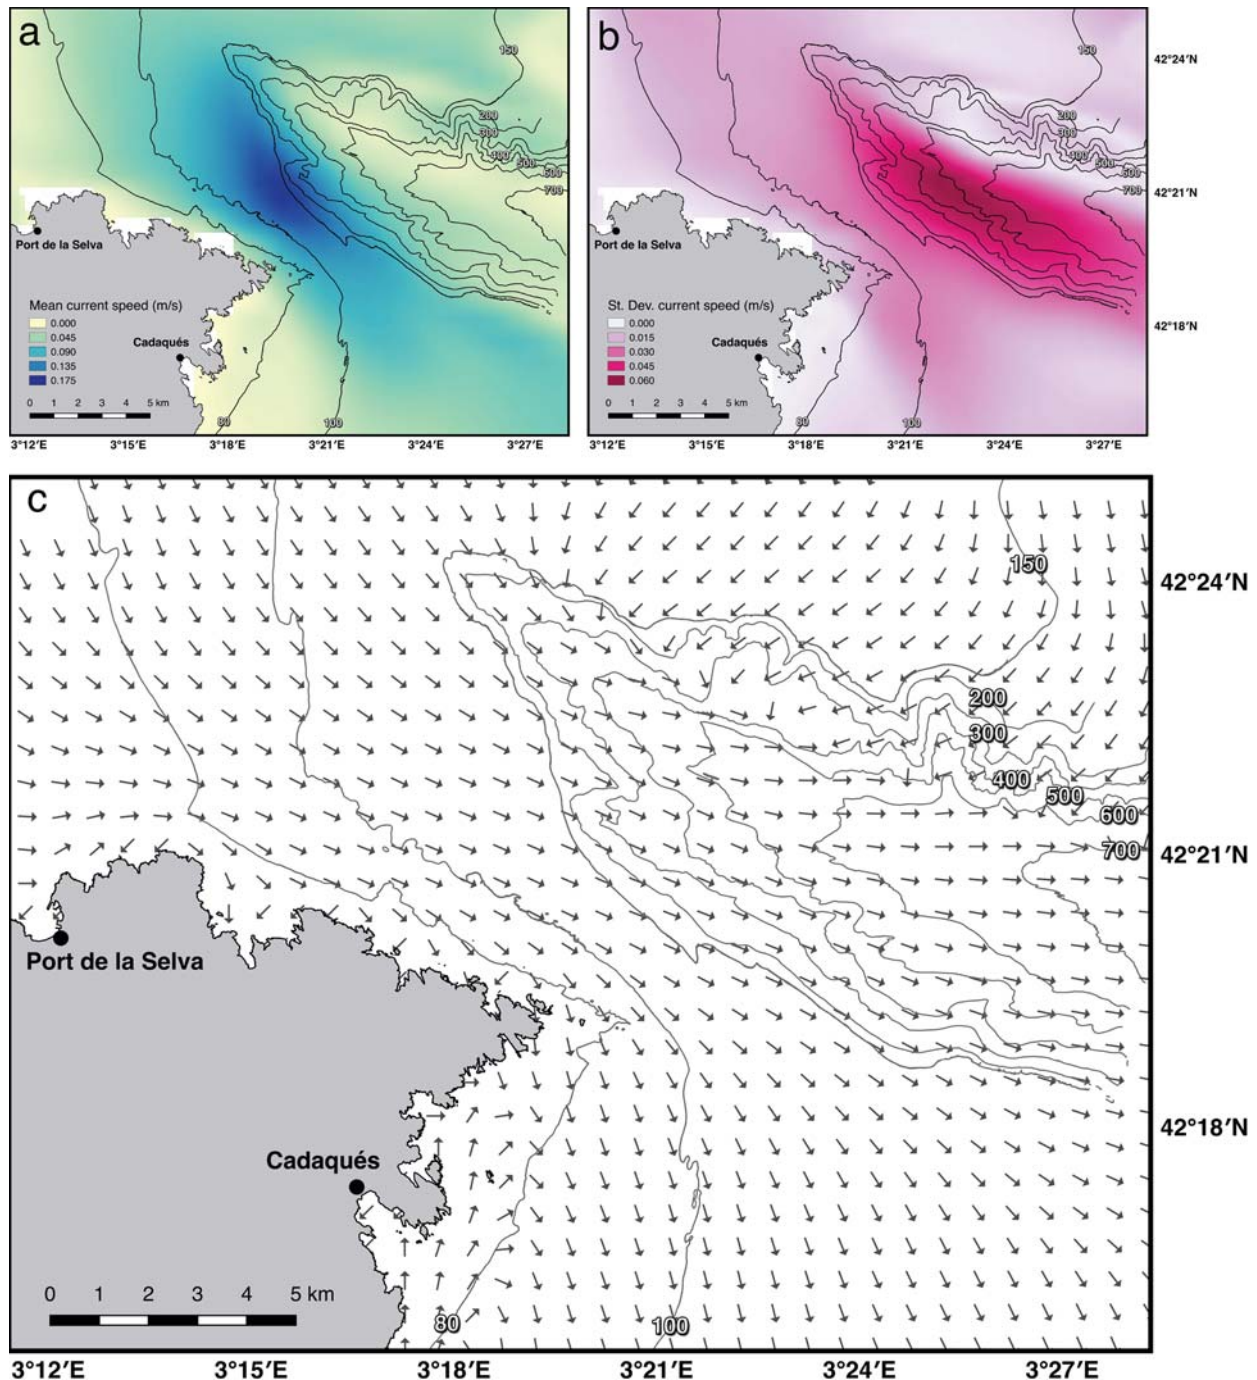 a
150
200
300
400
500
600
700
Port de la Selva
Mean current speed (m/s)
0.000
0.045
0.090
0.135
0.175
Cadaqués
0 1 2 3 4 5 km
80
100
3°12′E 3°15′E 3°18′E 3°21′E 3°24′E 3°27′E
b
150
200
300
400
500
600
700
Port de la Selva
St. Dev. current speed (m/s)
0.000
0.015
0.030
0.045
0.060
Cadaqués
0 1 2 3 4 5 km
80
100
42°24′N
42°21′N
42°18′N
3°12′E 3°15′E 3°18′E 3°21′E 3°24′E 3°27′E
c
150
42°24′N
200
300
400
500
600
700
42°21′N
Port de la Selva
42°18′N
Cadaqués
0 1 2 3 4 5 km
80
100
3°12′E 3°15′E 3°18′E 3°21′E 3°24′E 3°27′E